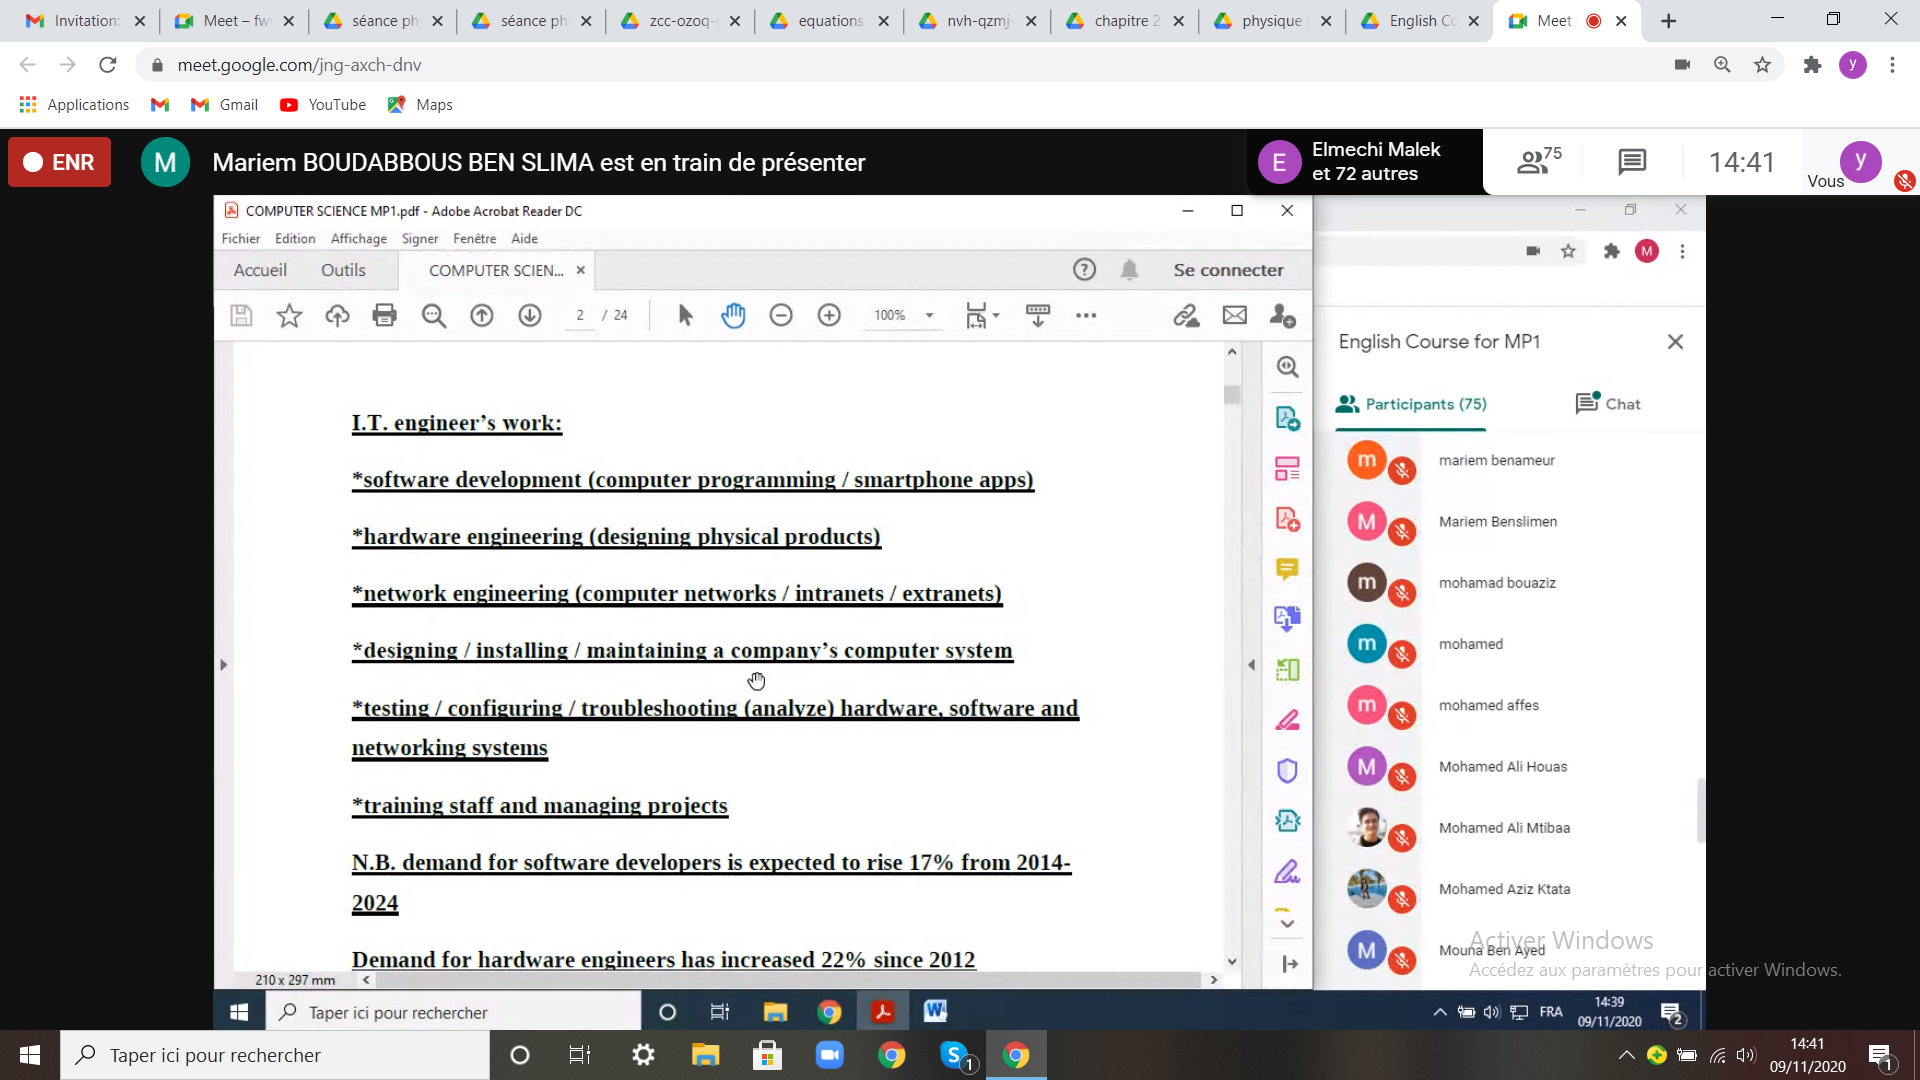 Invitation:
Meet – fw
séance ph
séance ph
zcc-ozoq-
equations
nvh-qzmj-
chapitre 2
physique
English Co
Meet
meet.google.com/jng-axch-dnv
y
Applications
Gmail
YouTube
Maps
ENR
M
Mariem BOUDABBOUS BEN SLIMA est en train de présenter
E
Elmechi Malek
et 72 autres
75
14:41
Vous
y
COMPUTER SCIENCE MP1.pdf - Adobe Acrobat Reader DC
Fichier Edition Affichage Signer Fenêtre Aide
Accueil Outils COMPUTER SCIEN... Se connecter
2 / 24 100%
I.T. engineer’s work:
*software development (computer programming / smartphone apps)
*hardware engineering (designing physical products)
*network engineering (computer networks / intranets / extranets)
*designing / installing / maintaining a company’s computer system
*testing / configuring / troubleshooting (analyze) hardware, software and
networking systems
*training staff and managing projects
N.B. demand for software developers is expected to rise 17% from 2014-
2024
Demand for hardware engineers has increased 22% since 2012
210 x 297 mm
M
English Course for MP1
Participants (75)
Chat
m mariem benameur
M Mariem Benslimen
m mohamad bouaziz
m mohamed
m mohamed affes
M Mohamed Ali Houas
Mohamed Ali Mtibaa
Mohamed Aziz Ktata
M Mouna Ben Ayed
Activer Windows
Accédez aux paramètres pour activer Windows.
Taper ici pour rechercher
FRA
14:39
09/11/2020
2
Taper ici pour rechercher
1
14:41
09/11/2020
1